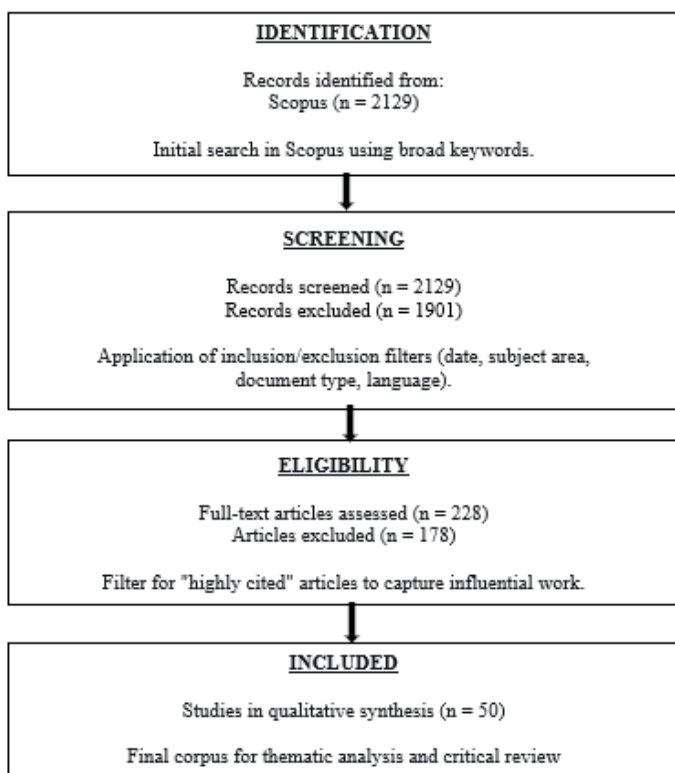 IDENTIFICATION
Records identified from:
Scopus (n = 2129)
Initial search in Scopus using broad keywords.
SCREENING
Records screened (n = 2129)
Records excluded (n = 1901)
Application of inclusion/exclusion filters (date, subject area,
document type, language).
ELIGIBILITY
Full-text articles assessed (n = 228)
Articles excluded (n = 178)
Filter for "highly cited" articles to capture influential work.
INCLUDED
Studies in qualitative synthesis (n = 50)
Final corpus for thematic analysis and critical review